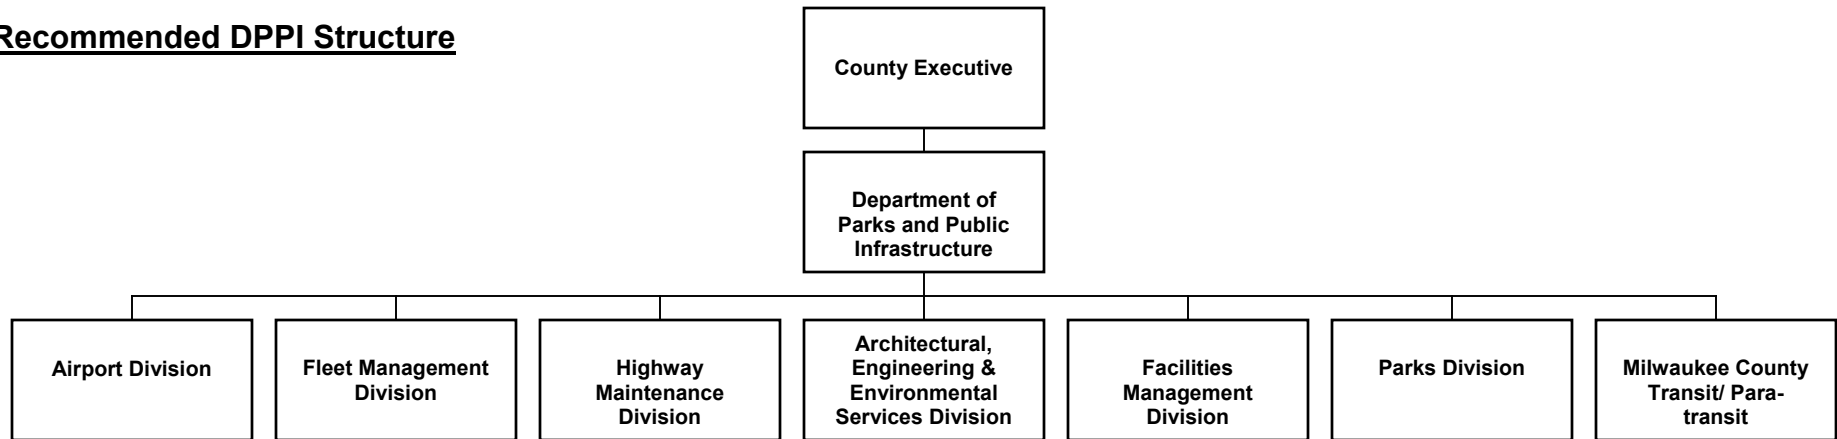 Recommended DPPI Structure
County Executive
Department of
Parks and Public
Infrastructure
Airport Division
Fleet Management
Division
Highway
Maintenance
Division
Architectural,
Engineering &
Environmental
Services Division
Facilities
Management
Division
Parks Division
Milwaukee County
Transit/ Para-
transit